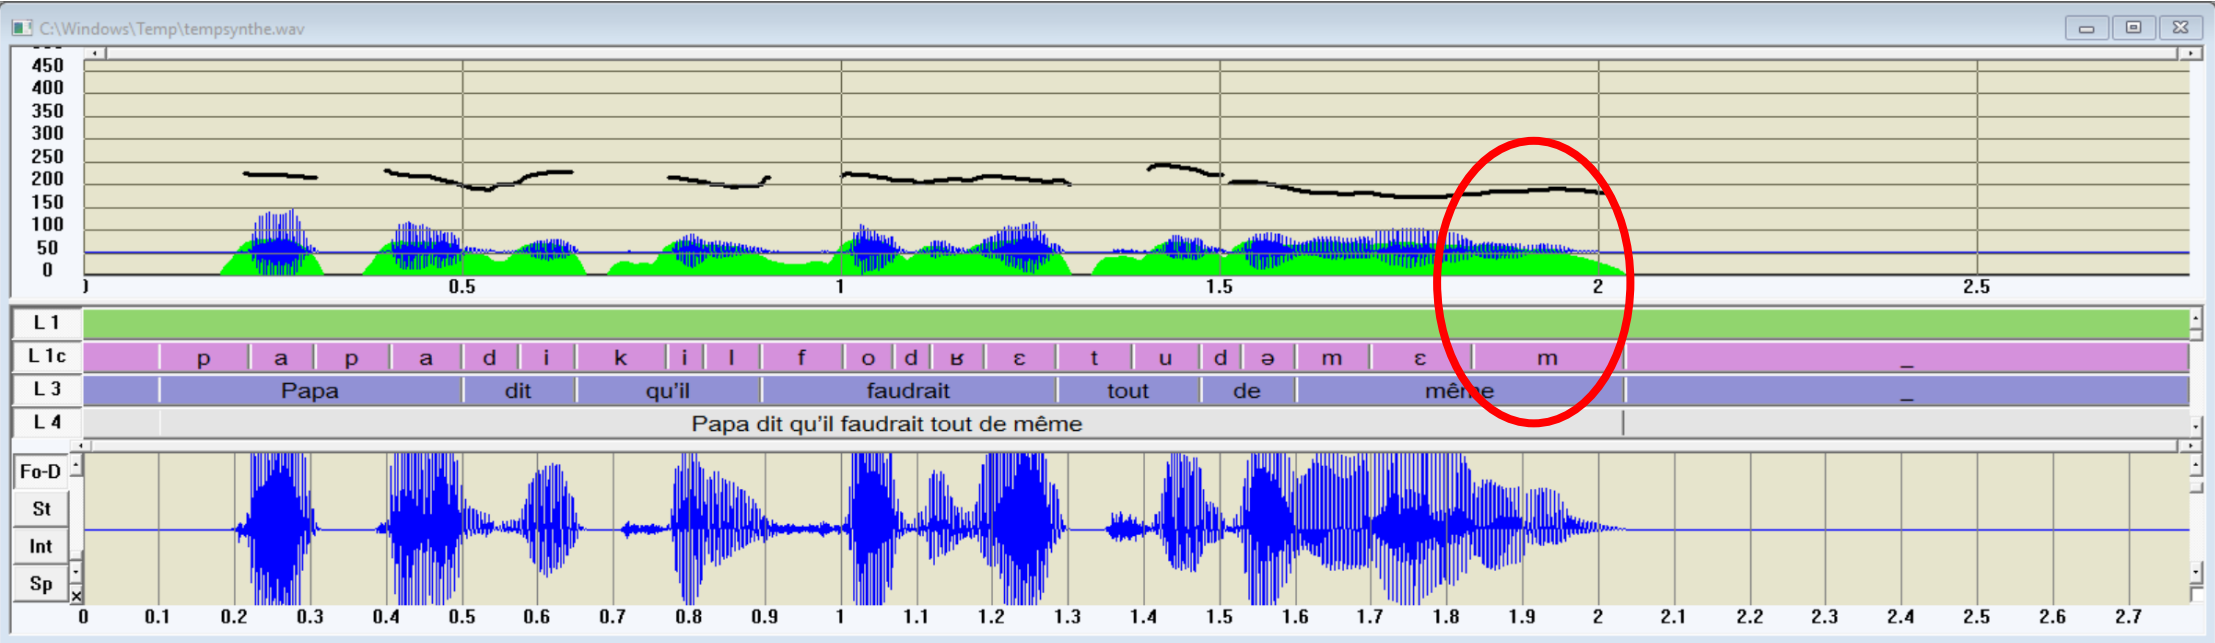 C:\Windows\Temp\tempsynthe.wav
450
400
350
300
250
200
150
100
50
0
0.5 1 1.5 2 2.5
L 1
L 1c p a p a d i k i l f o d ʁ ɛ t u d ə m ɛ m _
L 3 Papa dit qu'il faudrait tout de même _
L 4 Papa dit qu'il faudrait tout de même
Fo-D
St
Int
Sp
0 0.1 0.2 0.3 0.4 0.5 0.6 0.7 0.8 0.9 1 1.1 1.2 1.3 1.4 1.5 1.6 1.7 1.8 1.9 2 2.1 2.2 2.3 2.4 2.5 2.6 2.7